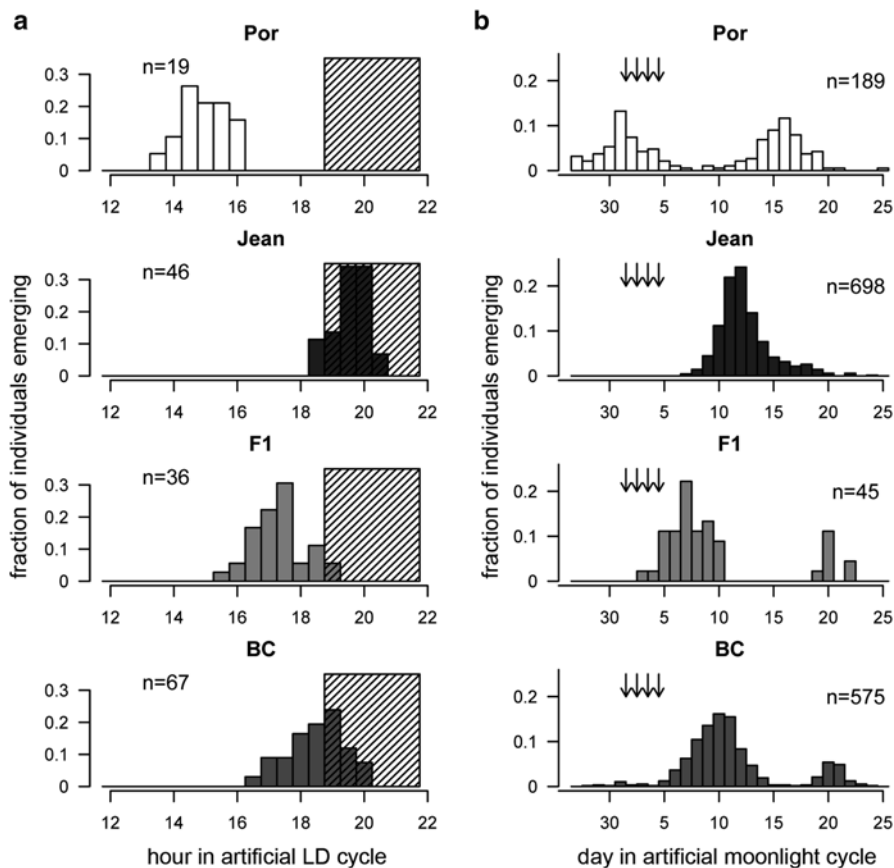 a
b
Por
Por
n=19
n=189
0.3
0.2
0.1
0
0.2
0.1
0
12 14 16 18 20 22
30 5 10 15 20 25
Jean
Jean
n=46
n=698
0.3
0.2
0.1
0
0.2
0.1
0
12 14 16 18 20 22
30 5 10 15 20 25
fraction of individuals emerging
fraction of individuals emerging
F1
F1
n=36
n=45
0.3
0.2
0.1
0
0.2
0.1
0
12 14 16 18 20 22
30 5 10 15 20 25
BC
BC
n=67
n=575
0.3
0.2
0.1
0
0.2
0.1
0
12 14 16 18 20 22
30 5 10 15 20 25
hour in artificial LD cycle
day in artificial moonlight cycle